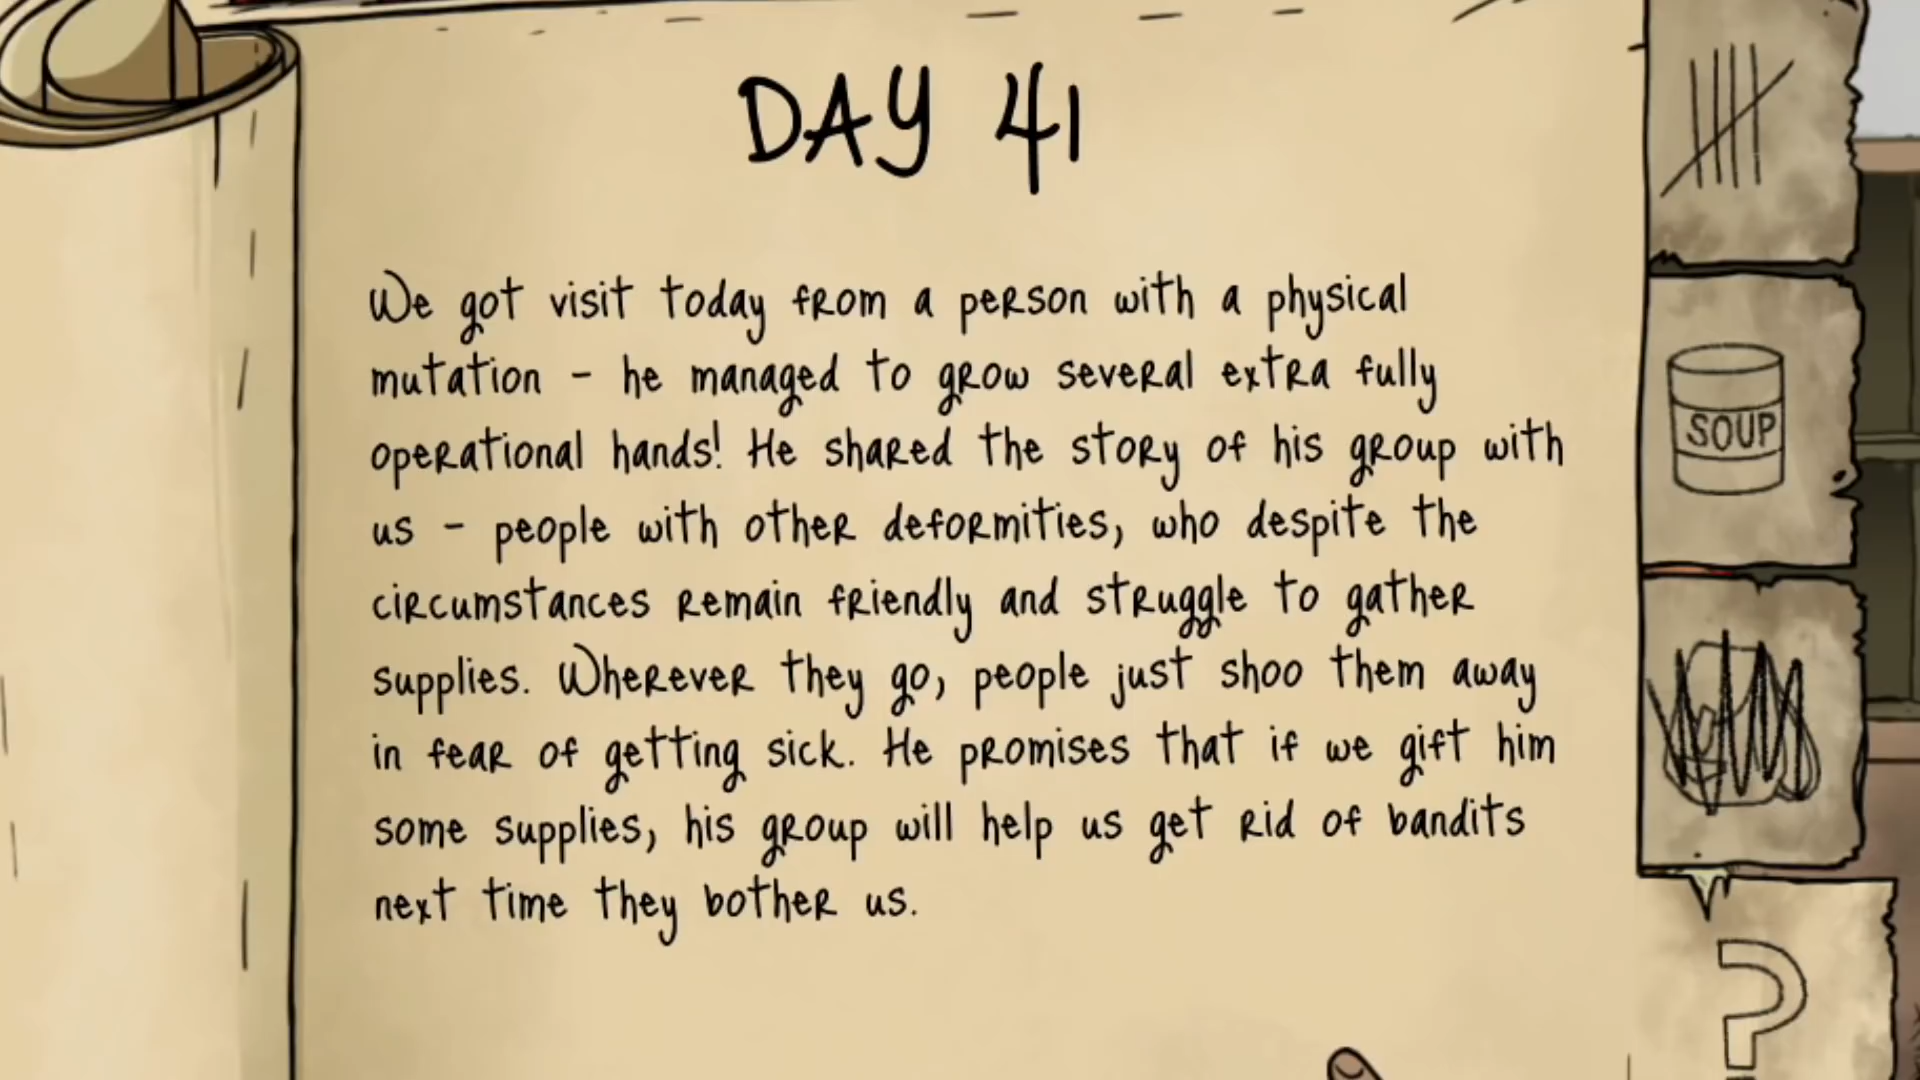 DAY 41
We got visit today from a person with a physical
mutation - he managed to grow several extra fully
operational hands! He shared the story of his group with
us - people with other deformities, who despite the
circumstances remain friendly and struggle to gather
supplies. Wherever they go, people just shoo them away
in fear of getting sick. He promises that if we gift him
some supplies, his group will help us get rid of bandits
next time they bother us.
SOUP
?